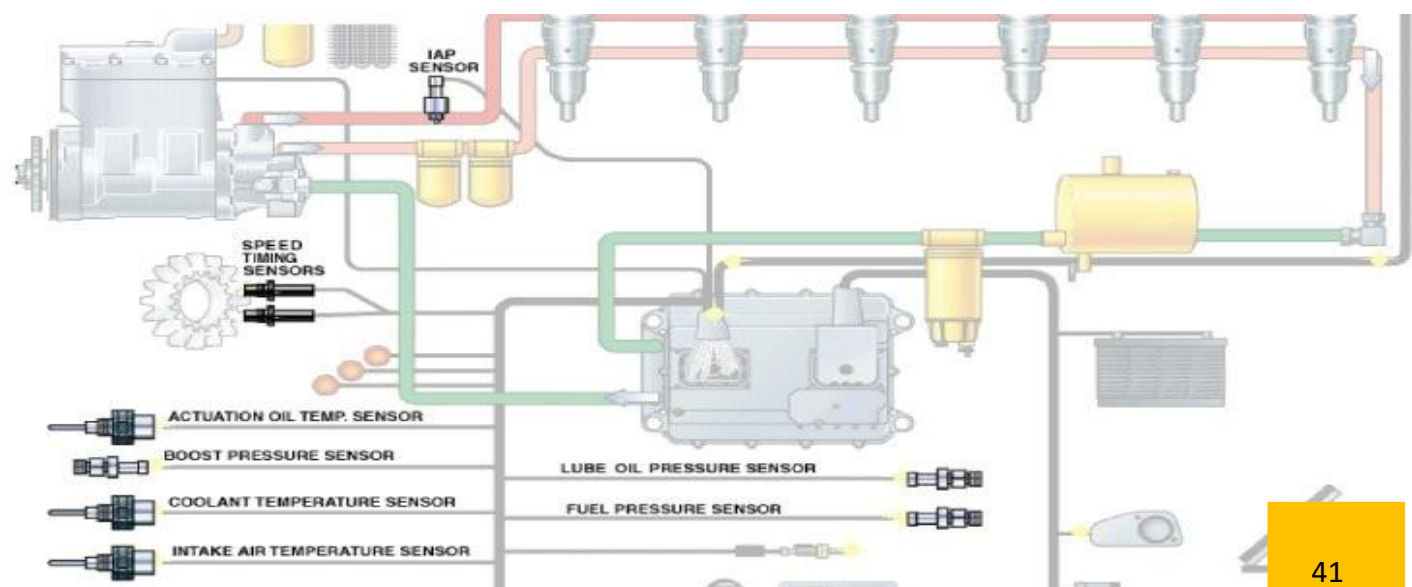 IAP
SENSOR
SPEED
TIMING
SENSORS
ACTUATION OIL TEMP. SENSOR
BOOST PRESSURE SENSOR
LUBE OIL PRESSURE SENSOR
COOLANT TEMPERATURE SENSOR
FUEL PRESSURE SENSOR
INTAKE AIR TEMPERATURE SENSOR
41